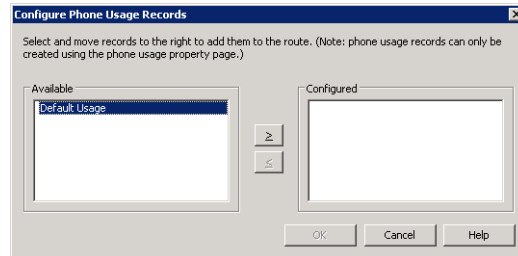 Configure Phone Usage Records
Select and move records to the right to add them to the route. (Note: phone usage records can only be
created using the phone usage property page.)
Available
Configured
Default Usage
≥
≤
OK
Cancel
Help